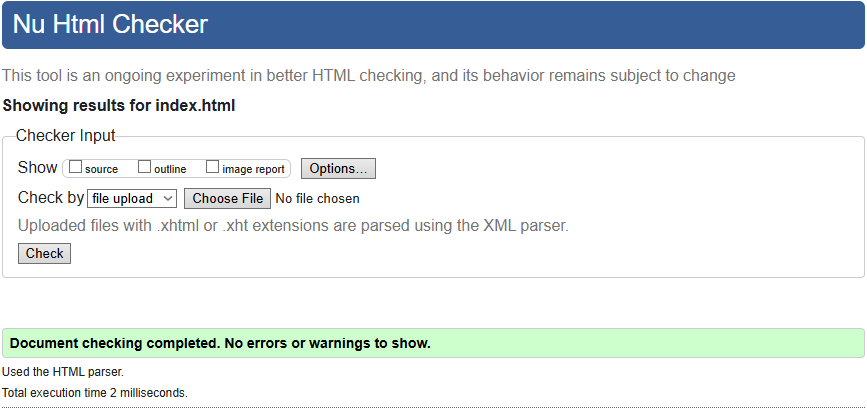 Nu Html Checker
This tool is an ongoing experiment in better HTML checking, and its behavior remains subject to change
Showing results for index.html
Checker Input
Show source outline image report Options...
Check by file upload Choose File No file chosen
Uploaded files with .xhtml or .xht extensions are parsed using the XML parser.
Check
Document checking completed. No errors or warnings to show.
Used the HTML parser.
Total execution time 2 milliseconds.